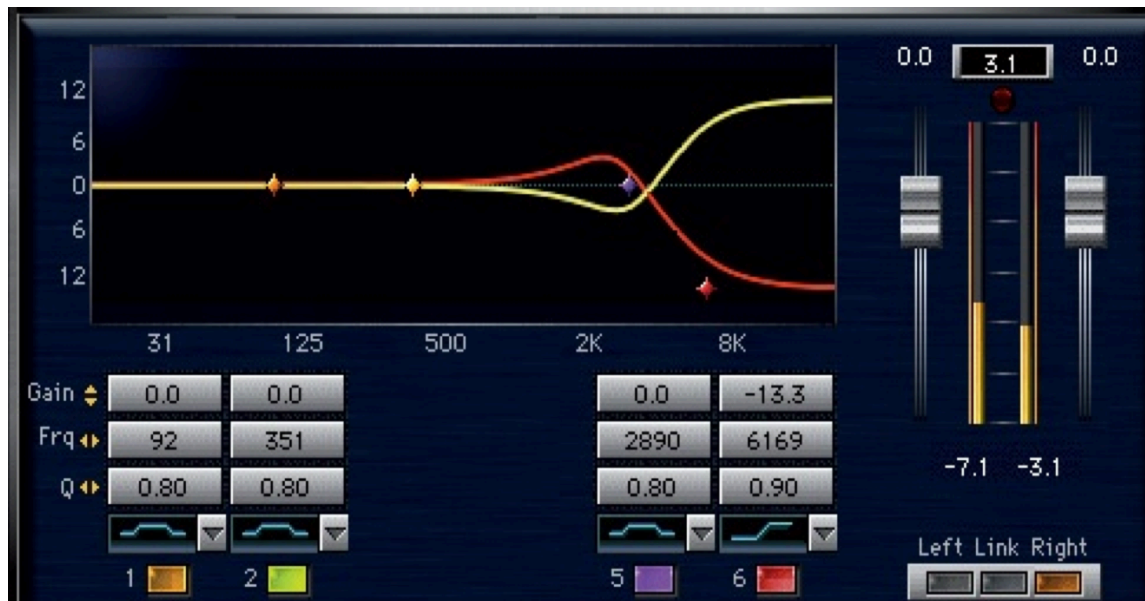 0.0 3.1 0.0
12
6
0
6
12
31 125 500 2K 8K
Gain 0.0 0.0 0.0 -13.3
Frq 92 351 2890 6169
Q 0.80 0.80 0.80 0.90
-7.1 -3.1
Left Link Right
1 2 5 6